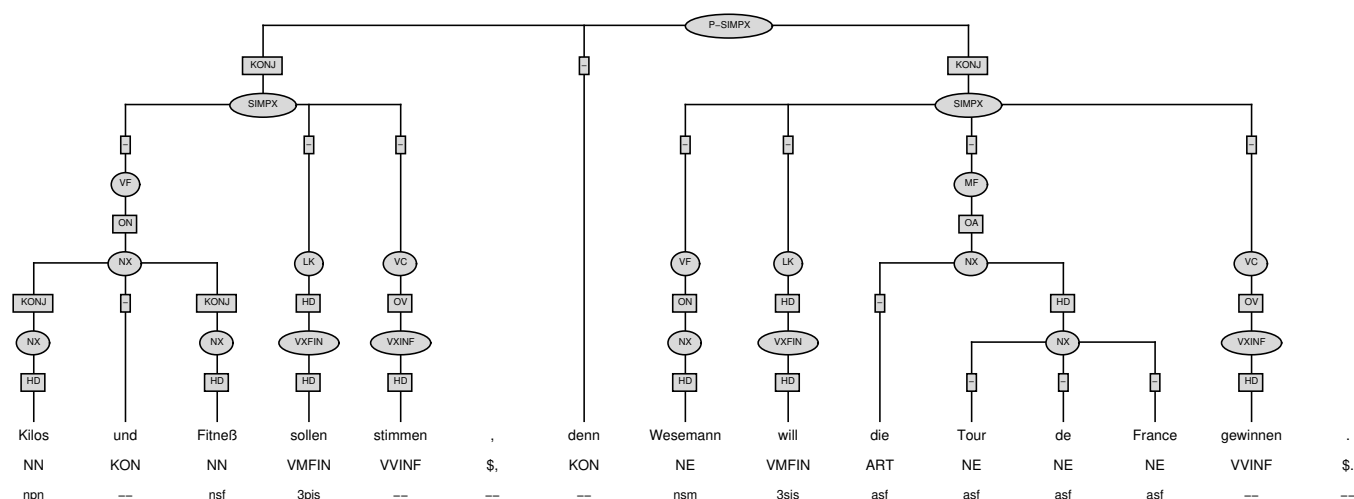 P–SIMPX
KONJ – KONJ
SIMPX SIMPX
– – – – – – –
VF MF
ON OA
NX LK VC VF LK NX VC
KONJ – KONJ HD OV ON HD – HD OV
NX NX VXFIN VXINF NX VXFIN NX VXINF
HD HD HD HD HD HD – – – HD
Kilos und Fitneß sollen stimmen , denn Wesemann will die Tour de France gewinnen .
NN KON NN VMFIN VVINF $, KON NE VMFIN ART NE NE NE VVINF $.
npn –– nsf 3pis –– –– –– nsm 3sis asf asf asf asf –– ––